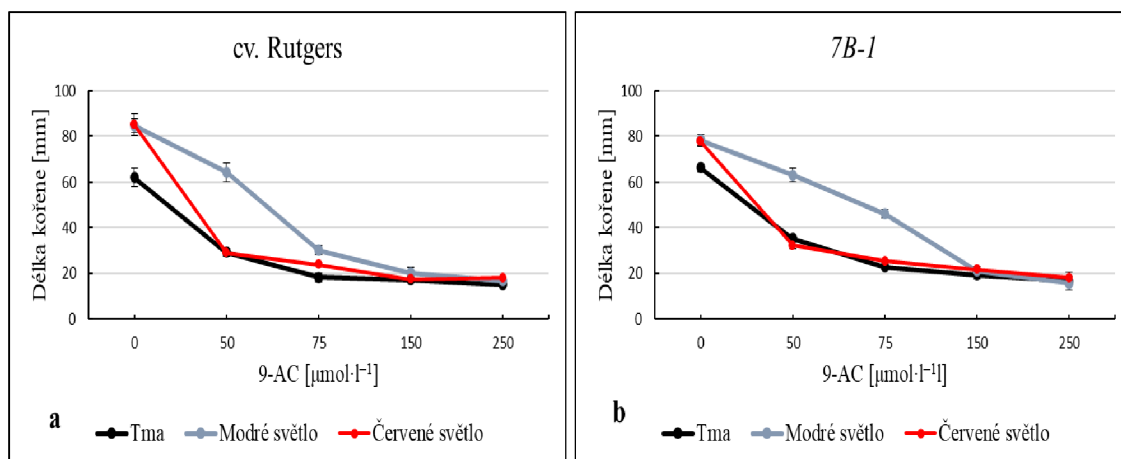 cv. Rutgers
100
80
60
40
20
0
Délka kořene [mm]
0 50 75 150 250
9-AC [μmol·l⁻¹]
a
Tma Modré světlo Červené světlo
7B-1
100
80
60
40
20
0
Délka kořene [mm]
0 50 75 150 250
9-AC [μmol·l⁻¹l]
b
Tma Modré světlo Červené světlo